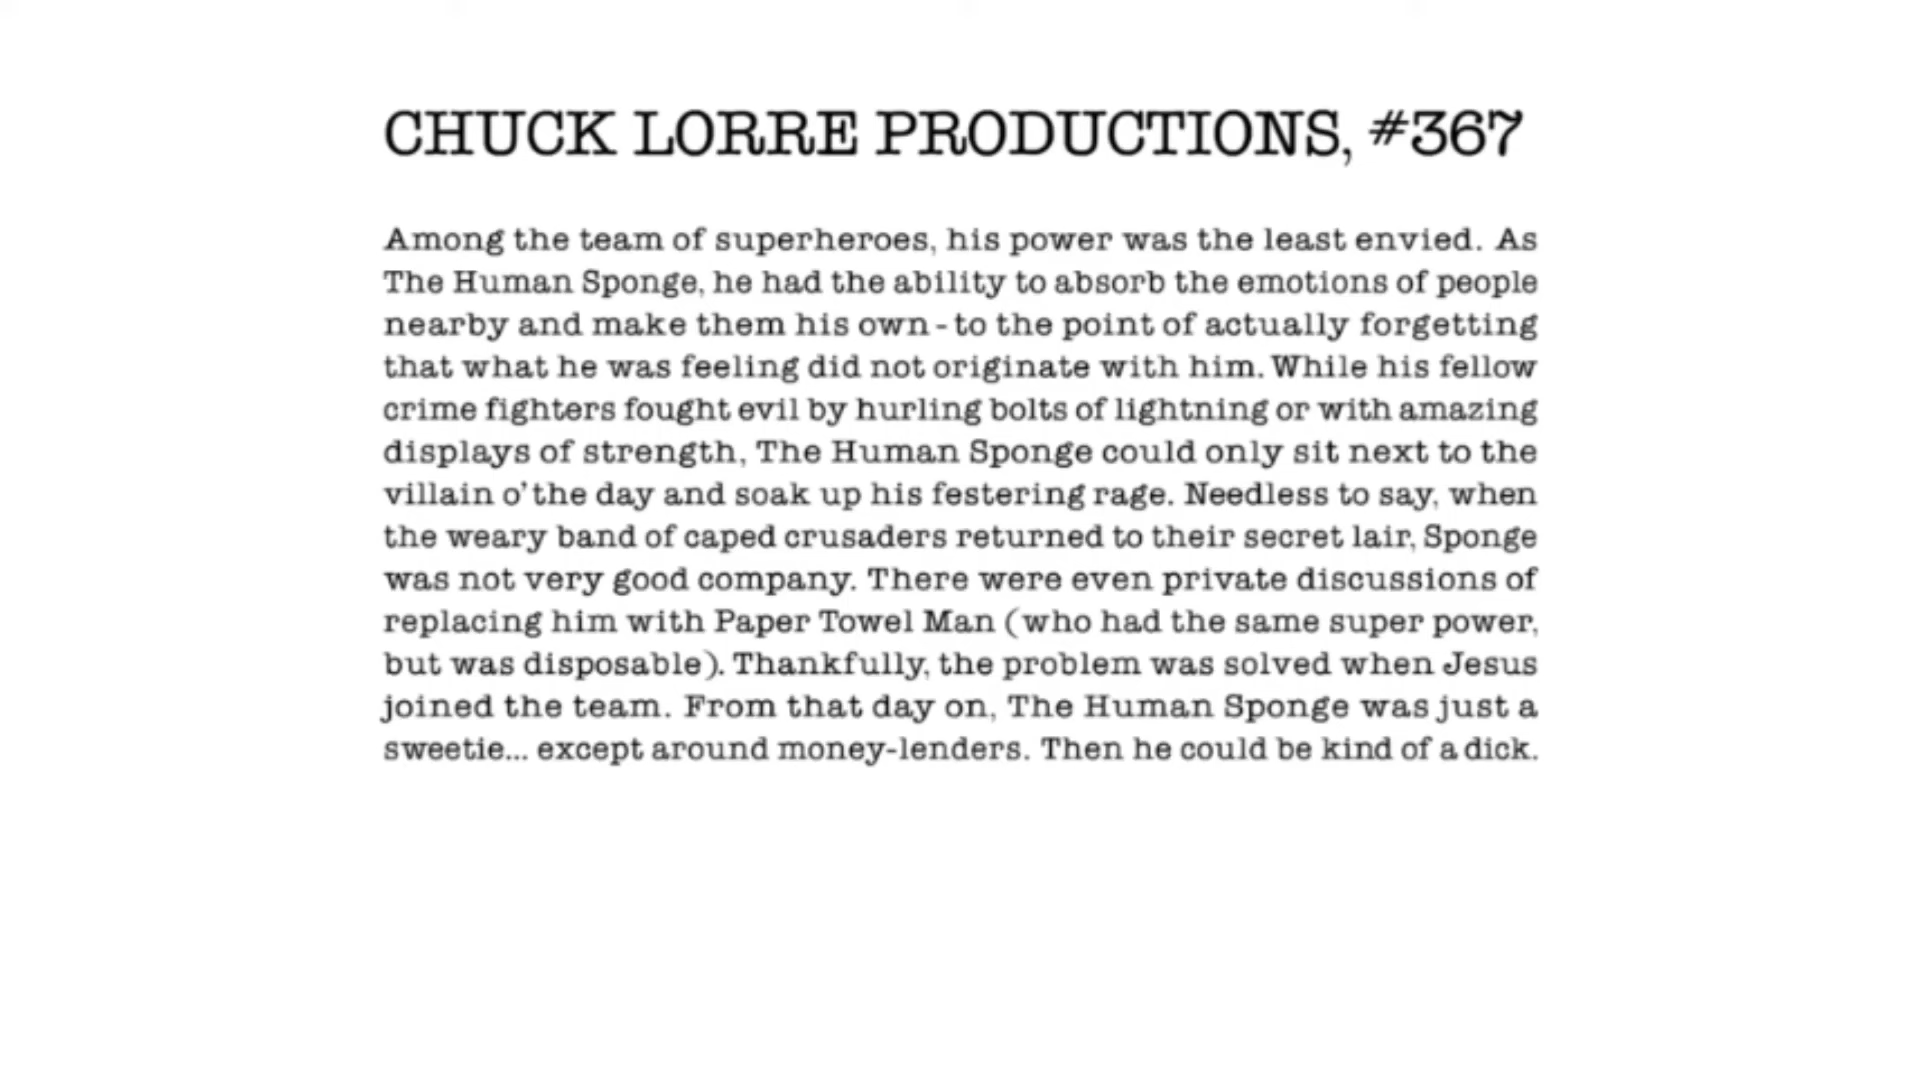 CHUCK LORRE PRODUCTIONS, #367
Among the team of superheroes, his power was the least envied. As
The Human Sponge, he had the ability to absorb the emotions of people
nearby and make them his own - to the point of actually forgetting
that what he was feeling did not originate with him. While his fellow
crime fighters fought evil by hurling bolts of lightning or with amazing
displays of strength, The Human Sponge could only sit next to the
villain o' the day and soak up his festering rage. Needless to say, when
the weary band of caped crusaders returned to their secret lair, Sponge
was not very good company. There were even private discussions of
replacing him with Paper Towel Man (who had the same super power,
but was disposable). Thankfully, the problem was solved when Jesus
joined the team. From that day on, The Human Sponge was just a
sweetie... except around money-lenders. Then he could be kind of a dick.